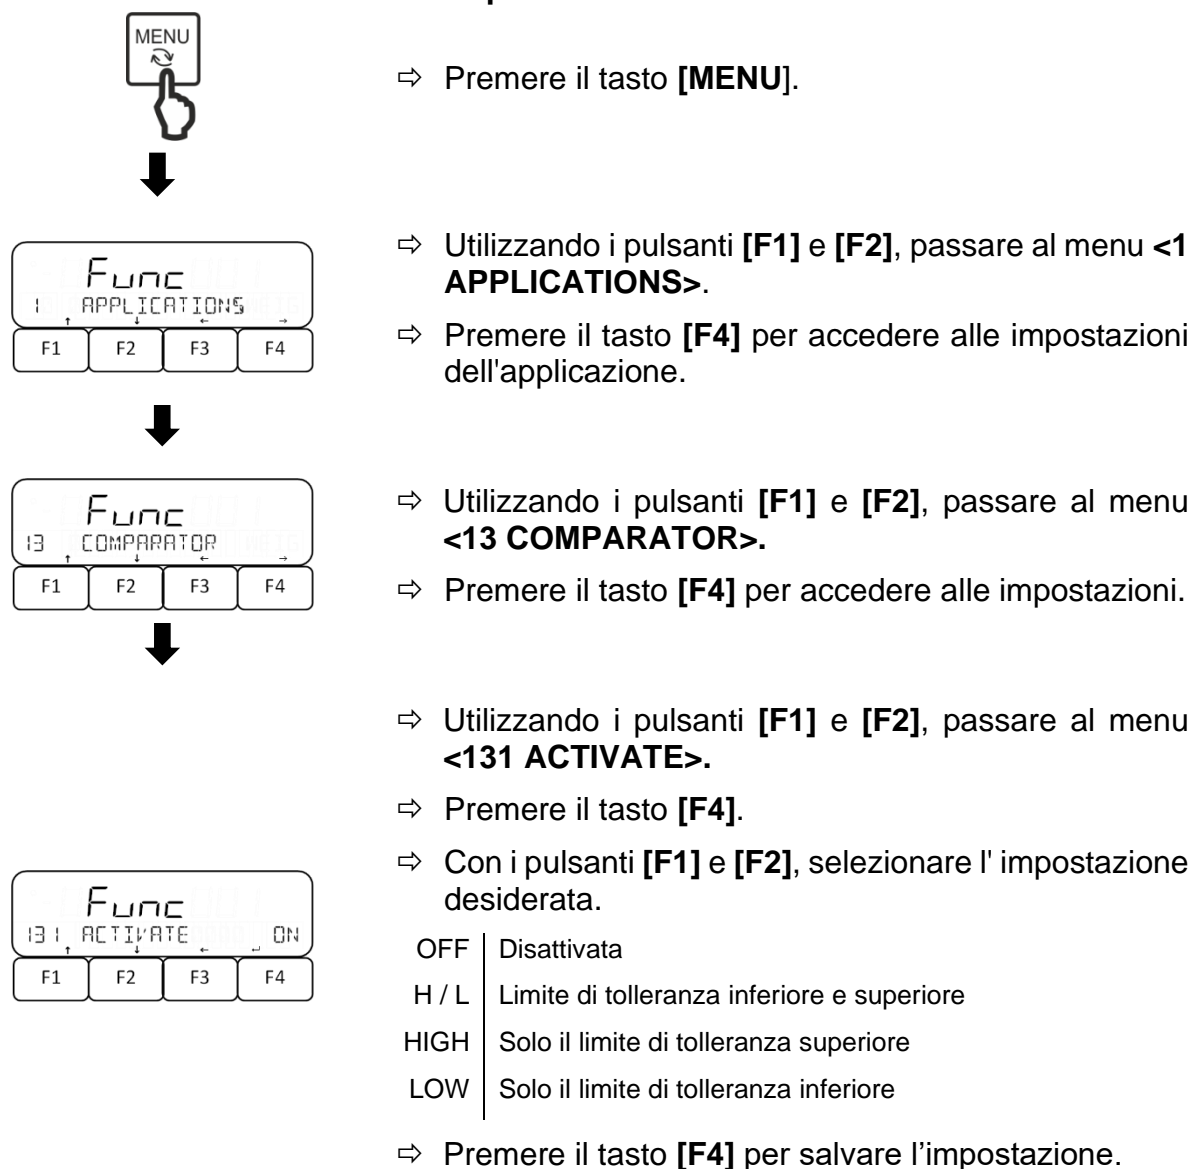 MENU
⇨ Premere il tasto [MENU].
Func
1 APPLICATIONS
↑ ↓ ← →
F1 F2 F3 F4
⇨ Utilizzando i pulsanti [F1] e [F2], passare al menu <1
APPLICATIONS>.
⇨ Premere il tasto [F4] per accedere alle impostazioni
dell'applicazione.
Func
13 COMPARATOR
↑ ↓ ← →
F1 F2 F3 F4
⇨ Utilizzando i pulsanti [F1] e [F2], passare al menu
<13 COMPARATOR>.
⇨ Premere il tasto [F4] per accedere alle impostazioni.
⇨ Utilizzando i pulsanti [F1] e [F2], passare al menu
<131 ACTIVATE>.
⇨ Premere il tasto [F4].
⇨ Con i pulsanti [F1] e [F2], selezionare l' impostazione
desiderata.
Func
131 ACTIVATE ON
↑ ↓ ← ↵
F1 F2 F3 F4
OFF Disattivata
H / L Limite di tolleranza inferiore e superiore
HIGH Solo il limite di tolleranza superiore
LOW Solo il limite di tolleranza inferiore
⇨ Premere il tasto [F4] per salvare l’impostazione.